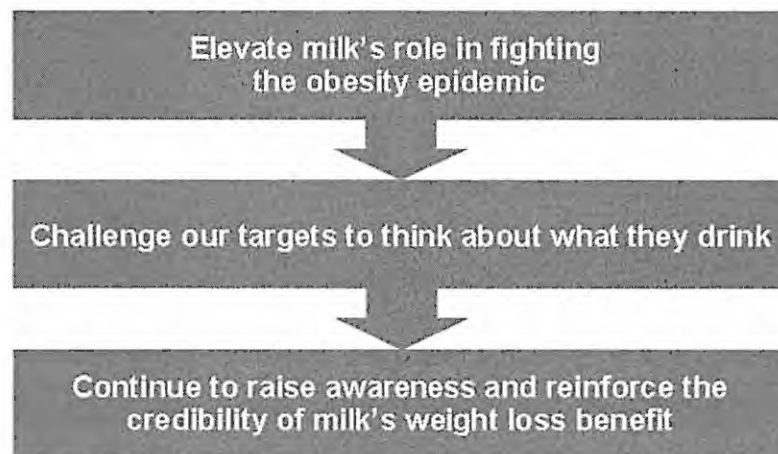 Elevate milk's role in fighting
the obesity epidemic
Challenge our targets to think about what they drink
Continue to raise awareness and reinforce the
credibility of milk's weight loss benefit